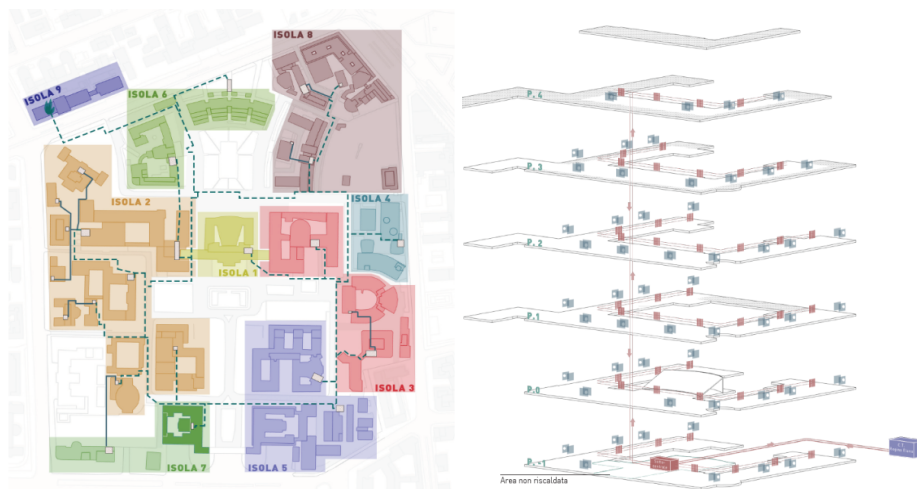 ISOLA 8
ISOLA 9
ISOLA 6
ISOLA 2
ISOLA 4
ISOLA 1
ISOLA 3
ISOLA 7
ISOLA 5
P. 4
P. 3
P. 2
P. 1
P. 0
P. -1
Area non riscaldata